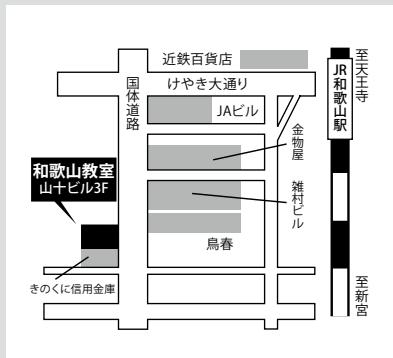 近鉄百貨店
至天王寺
国体道路
けやき大通り
JR和歌山駅
JAビル
金物屋
和歌山教室
山十ビル3F
雑村ビル
鳥春
きのくに信用金庫
至新宮